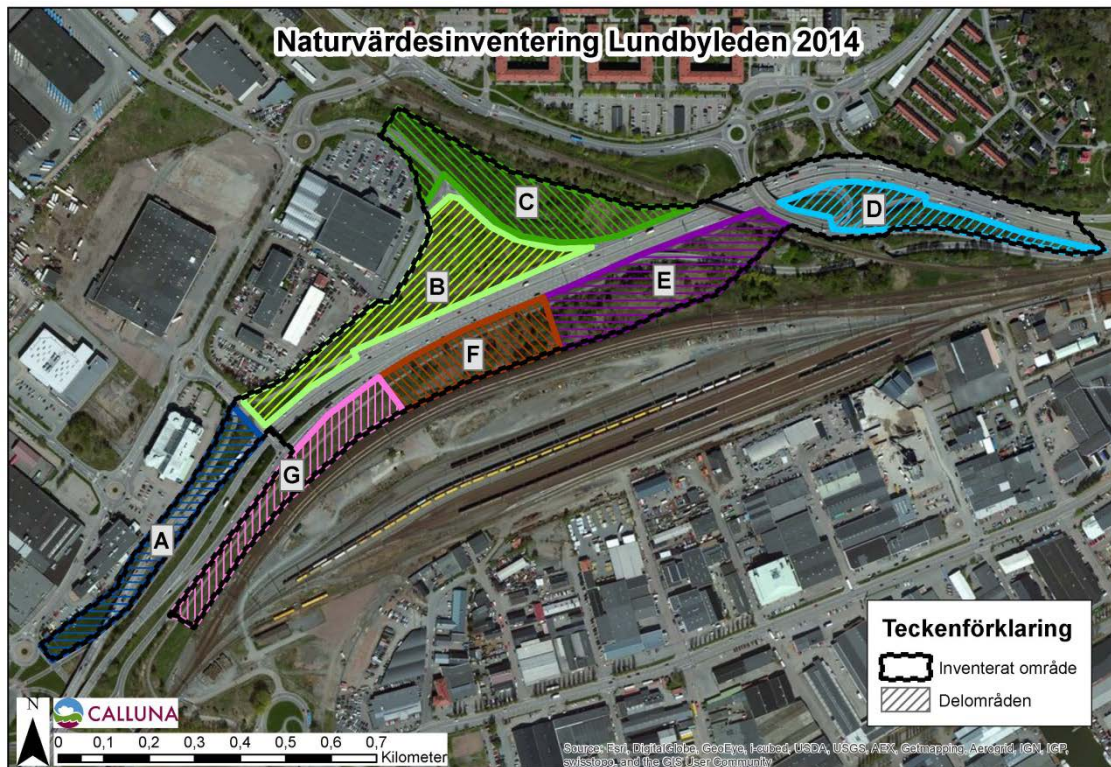 Naturvärdesinventering Lundbyleden 2014
C
D
B
E
F
G
A
Teckenförklaring
Inventerat område
Delområden
N
CALLUNA
0 0,1 0,2 0,3 0,4 0,5 0,6 0,7
Kilometer
Source: Esri, DigitalGlobe, GeoEye, i-cubed, USDA, USGS, AEX, Getmapping, Aerogrid, IGN, IGP,
swisstopo, and the GIS User Community